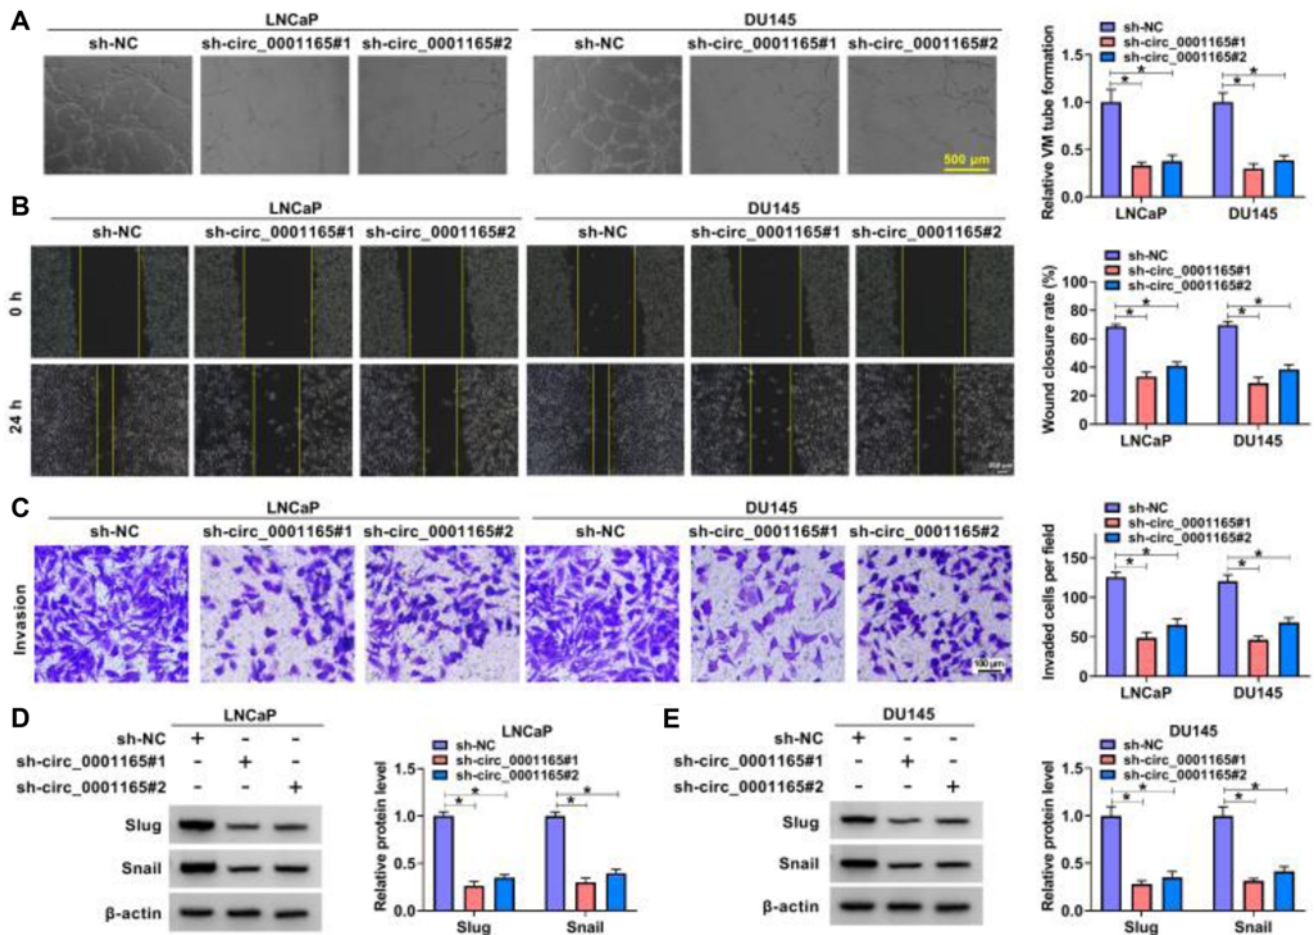 A
LNCaP
DU145
sh-NC sh-circ_0001165#1 sh-circ_0001165#2 sh-NC sh-circ_0001165#1 sh-circ_0001165#2
500 µm
sh-NC
sh-circ_0001165#1
sh-circ_0001165#2
Relative VM tube formation
1.5
1.0
0.5
0.0
* * * *
LNCaP DU145
B
LNCaP
DU145
sh-NC sh-circ_0001165#1 sh-circ_0001165#2 sh-NC sh-circ_0001165#1 sh-circ_0001165#2
0 h
24 h
sh-NC
sh-circ_0001165#1
sh-circ_0001165#2
Wound closure rate (%)
100
80
60
40
20
0
* * * *
LNCaP DU145
C
LNCaP
DU145
sh-NC sh-circ_0001165#1 sh-circ_0001165#2 sh-NC sh-circ_0001165#1 sh-circ_0001165#2
Invasion
100 µm
sh-NC
sh-circ_0001165#1
sh-circ_0001165#2
Invaded cells per field
150
100
50
0
* * * *
LNCaP DU145
D
LNCaP
sh-NC + - -
sh-circ_0001165#1 - + -
sh-circ_0001165#2 - - +
Slug
Snail
β-actin
LNCaP
sh-NC
sh-circ_0001165#1
sh-circ_0001165#2
Relative protein level
1.5
1.0
0.5
0.0
* * * *
Slug Snail
E
DU145
sh-NC + - -
sh-circ_0001165#1 - + -
sh-circ_0001165#2 - - +
Slug
Snail
β-actin
DU145
sh-NC
sh-circ_0001165#1
sh-circ_0001165#2
Relative protein level
1.5
1.0
0.5
0.0
* * * *
Slug Snail